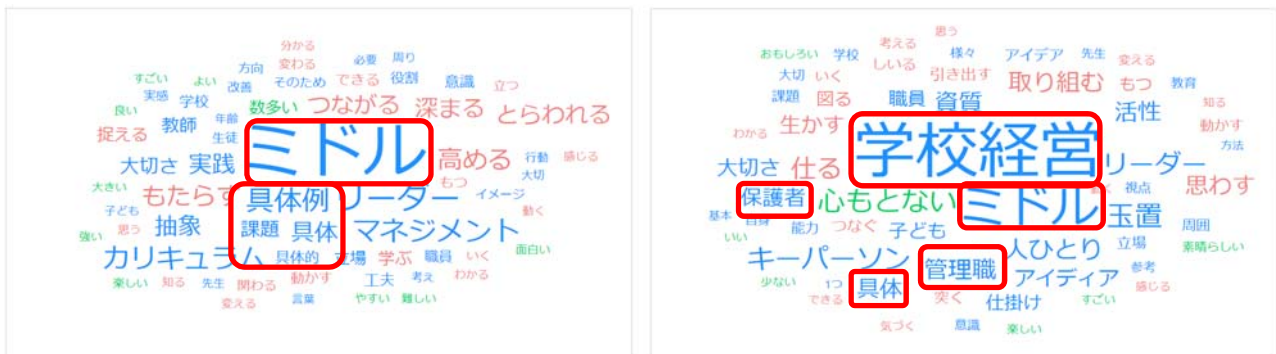 分かる
必要 周り
方向 変わる
すごい よい 改善 そのため できる 役割 意識 立つ
実感 学校 数多い つながる 深まる とらわれる
良い 年齢
捉える 教師 生徒 ミドル 高める 行動 感じる
大切さ 実践 大切
大きい もたらす 具体例 リーダー もつ イメージ
子ども 動く
強い 思う 抽象 課題 具体 マネジメント
カリキュラム 具体的 立場 学ぶ 職員 いく 面白い
楽しい 知る 先生 関わる 動かす 工夫 考え わかる
変える 言葉 やすい 難しい
思う
おもしろい 学校 考える 様々 アイデア 先生 変える
大切 いく しいる 引き出す 取り組む もつ 教育
課題 図る 職員 資質 活性 知る
わかる 生かす 学校経営 動かす
方法
大切さ 仕る リーダー
保護者 心もとない ミドル 視点 思わす
基本 自身 能力 つなぐ 子ども 玉置 周囲
いい 人ひとり 立場 素晴らしい
キーパーソン 管理職 アイディア 参考
少ない 1つ 具体 感じる
できる 突く 仕掛け すごい
気づく 意識 楽しい